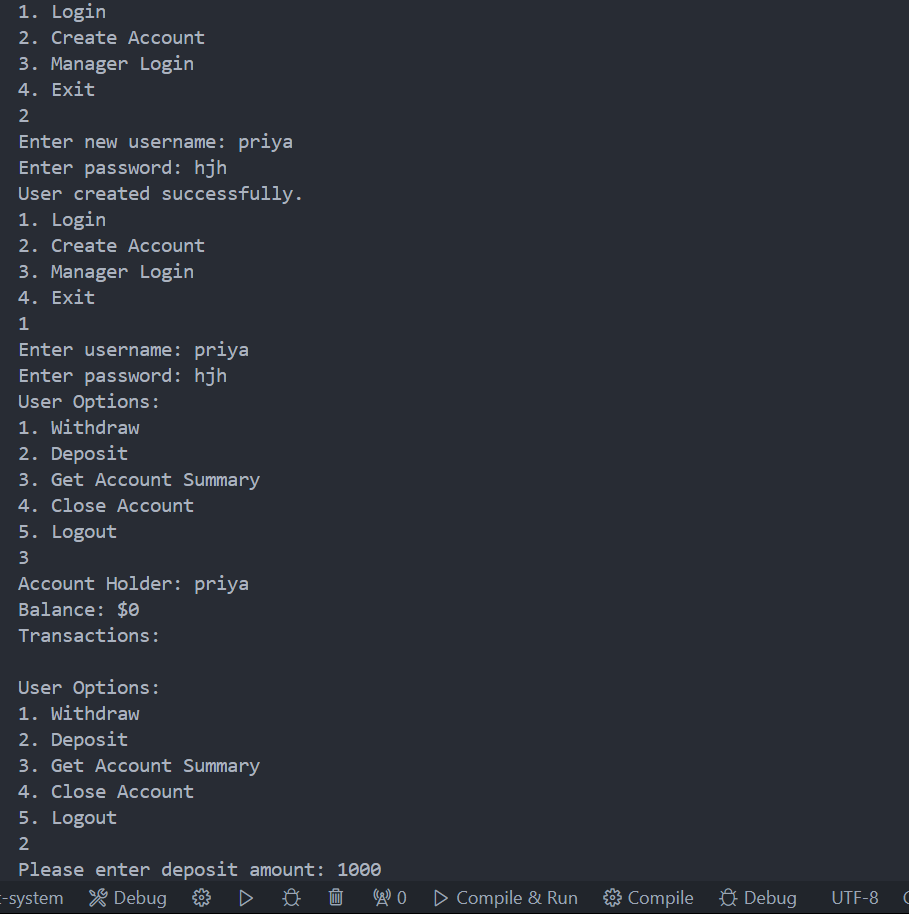 1. Login
2. Create Account
3. Manager Login
4. Exit
2
Enter new username: priya
Enter password: hjh
User created successfully.
1. Login
2. Create Account
3. Manager Login
4. Exit
1
Enter username: priya
Enter password: hjh
User Options:
1. Withdraw
2. Deposit
3. Get Account Summary
4. Close Account
5. Logout
3
Account Holder: priya
Balance: $0
Transactions:
User Options:
1. Withdraw
2. Deposit
3. Get Account Summary
4. Close Account
5. Logout
2
Please enter deposit amount: 1000
-system Debug 0 Compile & Run Compile Debug UTF-8